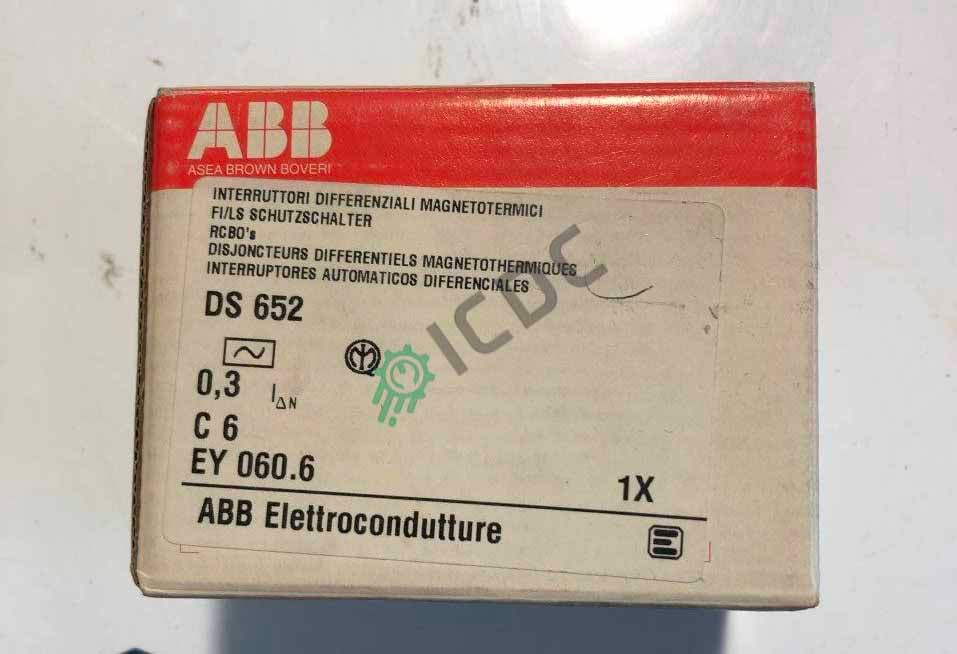 ABB
ASEA BROWN BOVERI
INTERRUTTORI DIFFERENZIALI MAGNETOTERMICI
FI/LS SCHUTZSCHALTER
RCBO's
DISJONCTEURS DIFFERENTIELS MAGNETOTHERMIQUES
INTERRUPTORES AUTOMATICOS DIFERENCIALES
DS 652
ICDC
0,3 I∆N
C 6
EY 060.6
1X
ABB Elettrocondutture